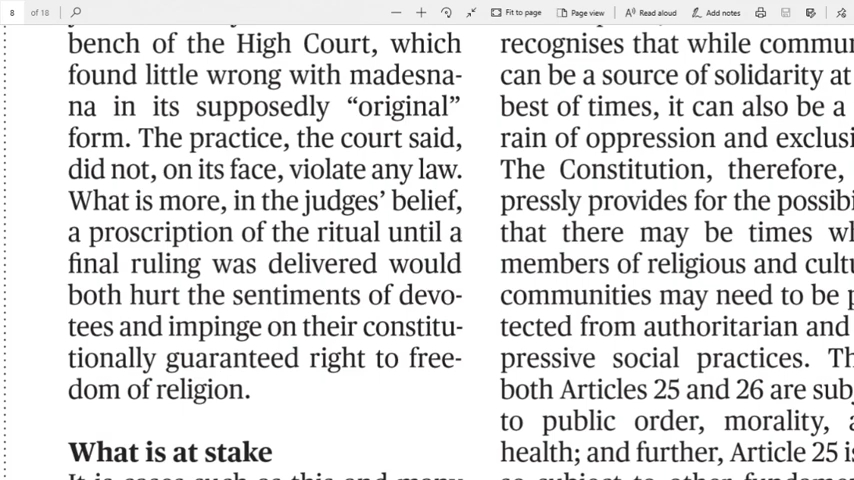 8 of 18 Fit to page Page view Read aloud Add notes
bench of the High Court, which
found little wrong with madesna-
na in its supposedly “original”
form. The practice, the court said,
did not, on its face, violate any law.
What is more, in the judges’ belief,
a proscription of the ritual until a
final ruling was delivered would
both hurt the sentiments of devo-
tees and impinge on their constitu-
tionally guaranteed right to free-
dom of religion.
What is at stake
recognises that while commun
can be a source of solidarity at
best of times, it can also be a
rain of oppression and exclusi
The Constitution, therefore,
pressly provides for the possibi
that there may be times wh
members of religious and cultu
communities may need to be p
tected from authoritarian and
pressive social practices. Th
both Articles 25 and 26 are subj
to public order, morality, a
health; and further, Article 25 is